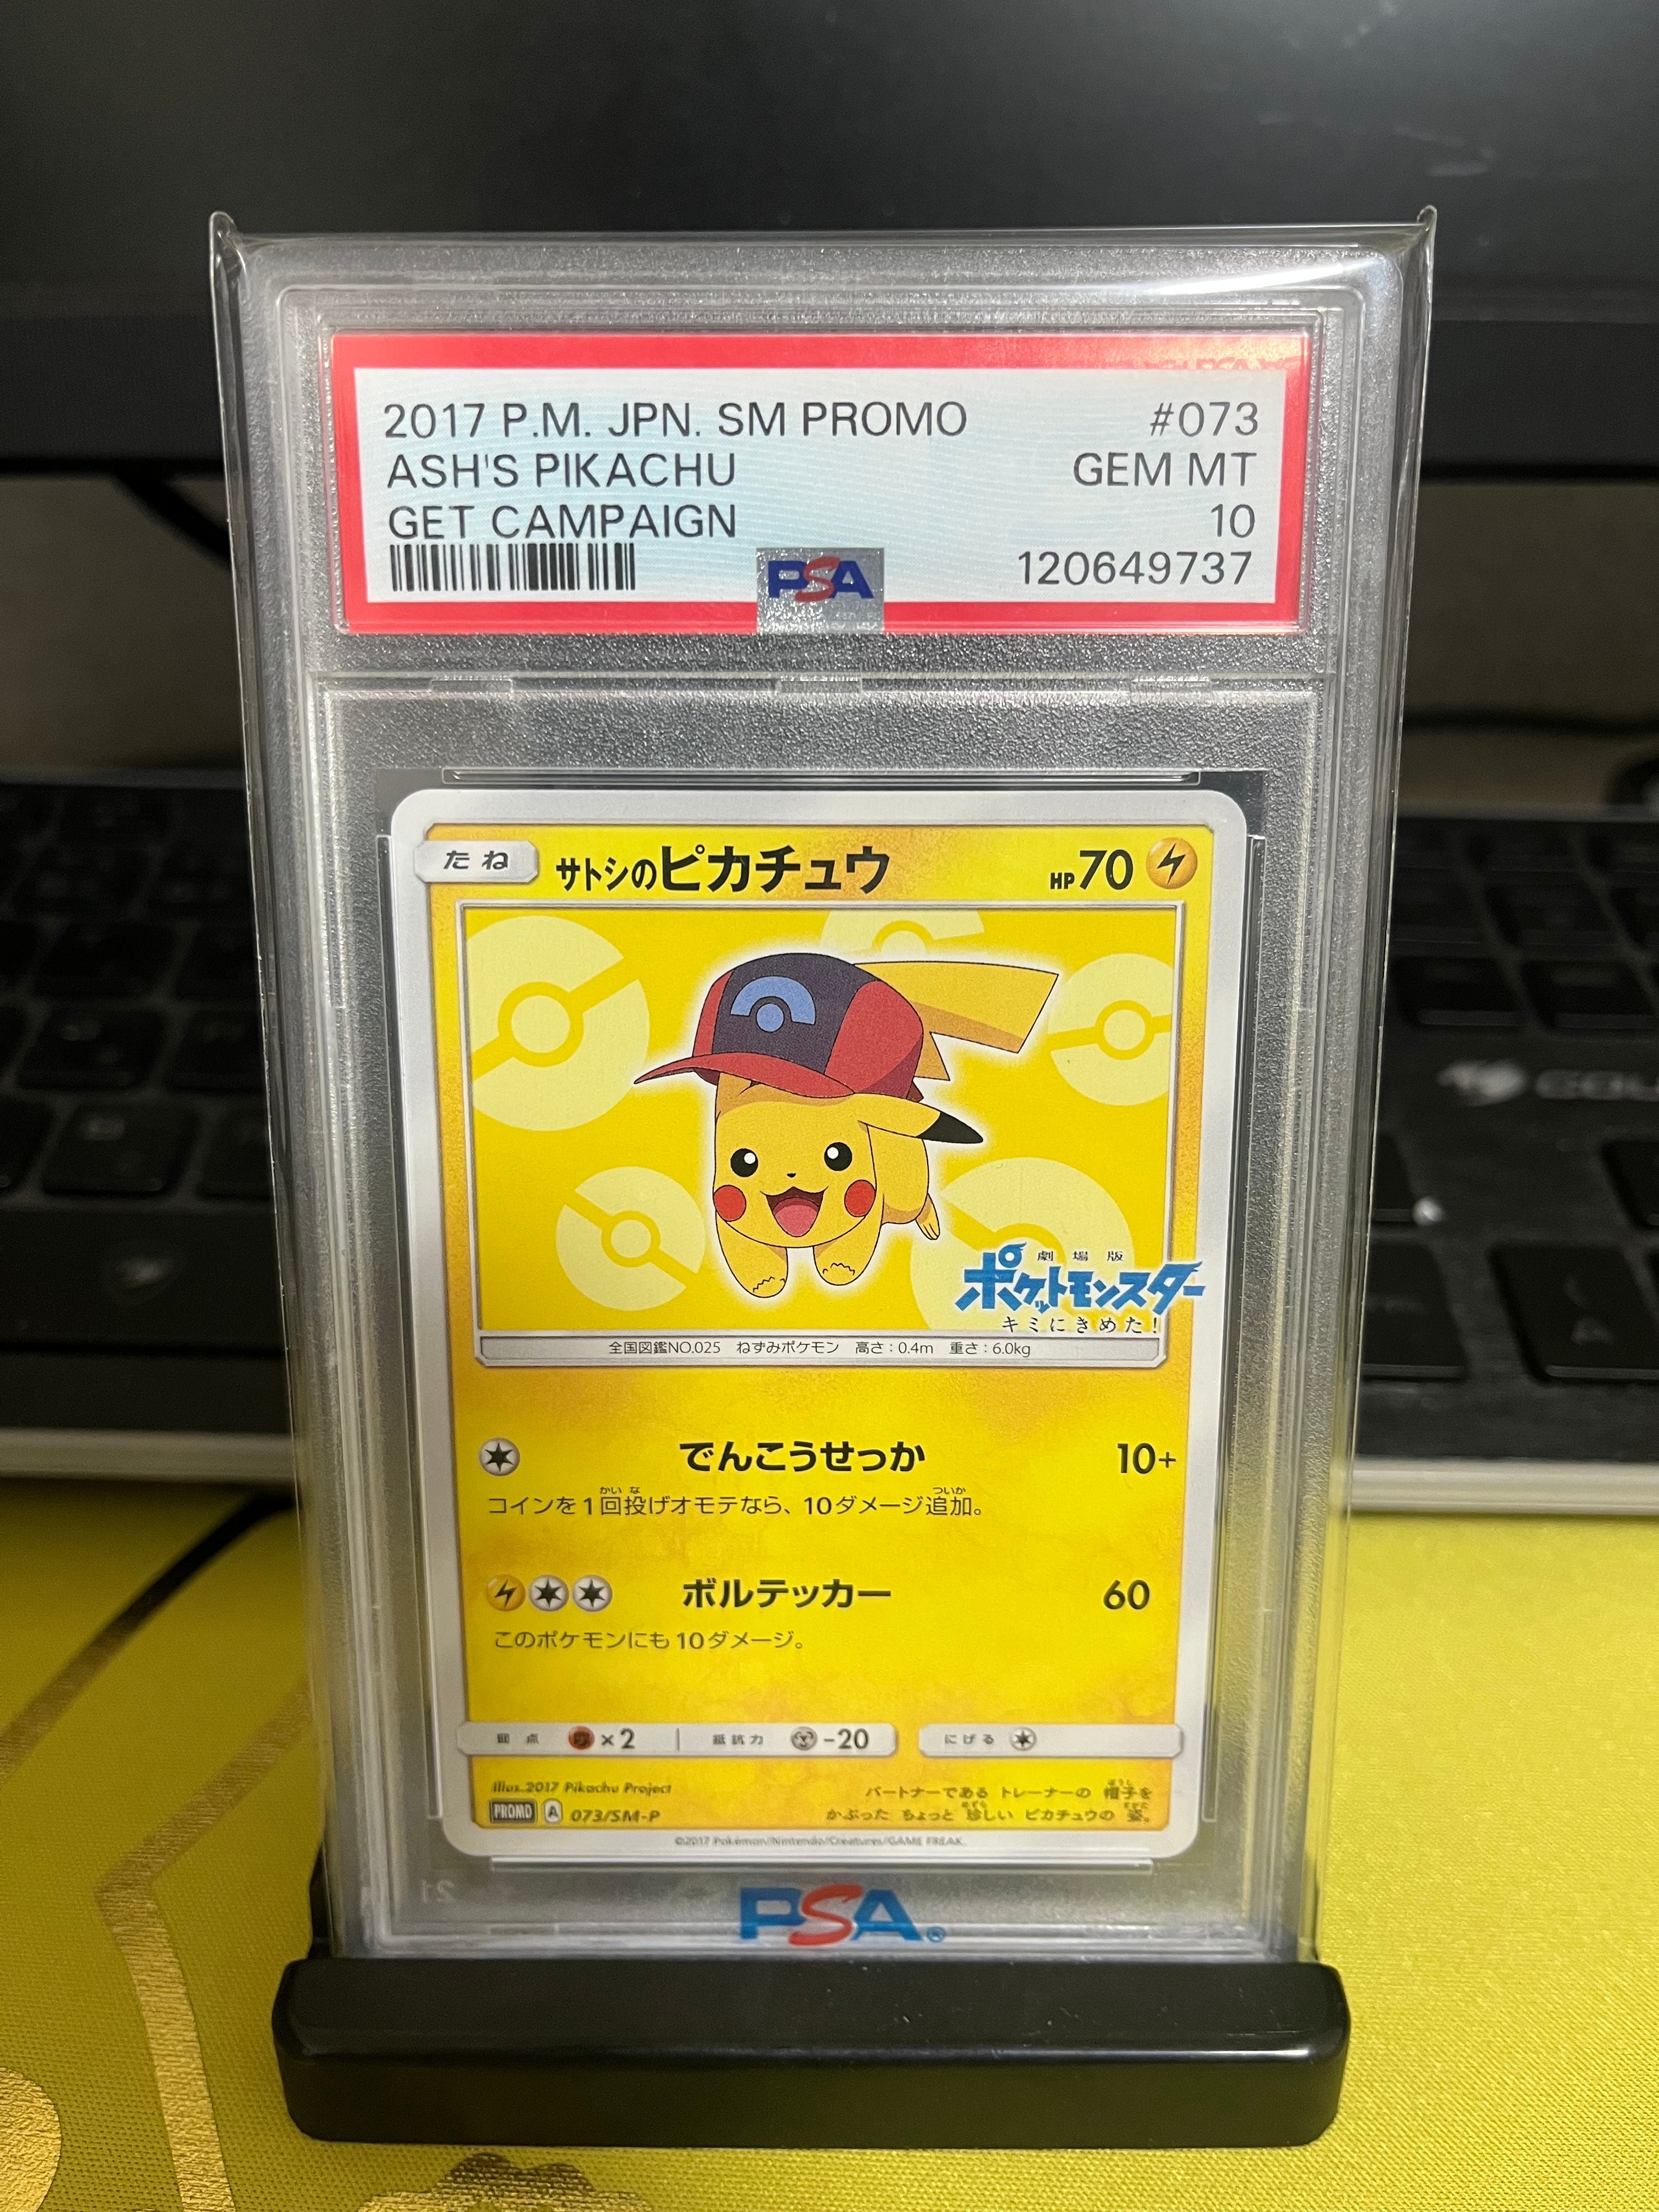 2017 P.M. JPN. SM PROMO #073
ASH'S PIKACHU GEM MT
GET CAMPAIGN 10
PSA 120649737
たね サトシのピカチュウ HP70
劇場版
ポケットモンスター
キミにきめた!
全国図鑑NO.025 ねずみポケモン 高さ:0.4m 重さ:6.0kg
でんこうせっか 10+
コインを1回投げオモテなら、10ダメージ追加。
ボルテッカー 60
このポケモンにも10ダメージ。
弱点 ×2 抵抗力 -20 にげる
Illus.2017 Pikachu Project
パートナーである トレーナーの 帽子を
PROMO A 073/SM-P
かぶった ちょっと 珍しい ピカチュウの 姿。
©2017 Pokémon/Nintendo/Creatures/GAME FREAK.
PSA®